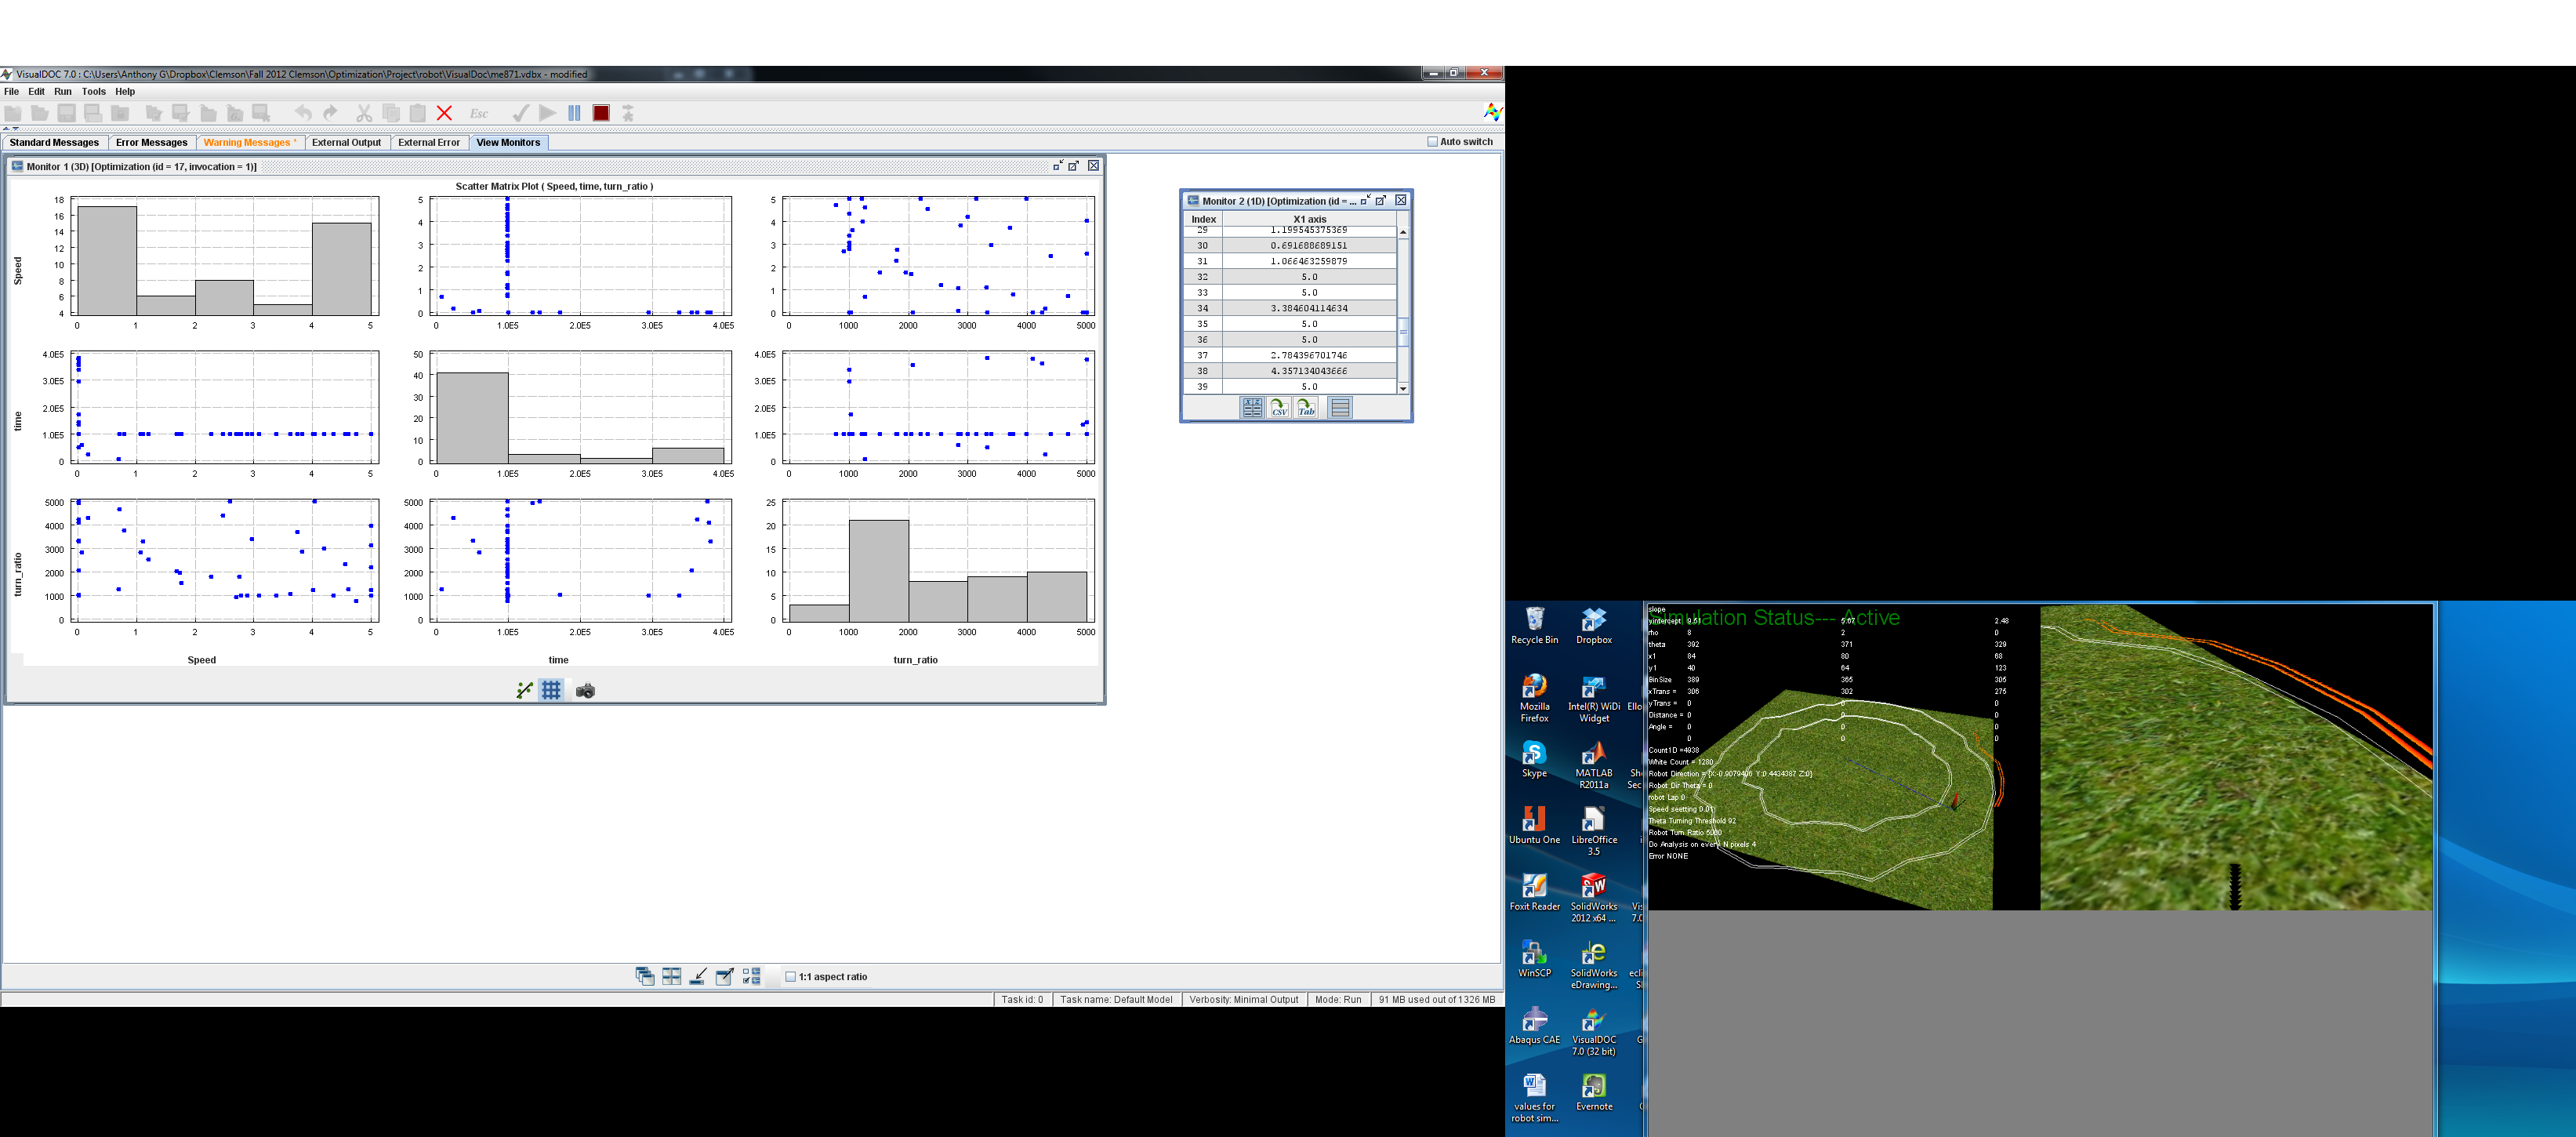 VisualDOC 7.0 : C:\Users\Anthony G\Dropbox\Clemson\Fall 2012 Clemson\Optimization\Project\robot\VisualDoc\me871.vdbx - modified
File Edit Run Tools Help
Esc
Standard Messages Error Messages Warning Messages * External Output External Error View Monitors Auto switch
Monitor 1 (3D) [Optimization (id = 17, invocation = 1)]
Scatter Matrix Plot ( Speed, time, turn_ratio )
Speed
18
16
14
12
10
8
6
4
0 1 2 3 4 5
5
4
3
2
1
0
0 1.0E5 2.0E5 3.0E5 4.0E5
5
4
3
2
1
0
0 1000 2000 3000 4000 5000
time
4.0E5
3.0E5
2.0E5
1.0E5
0
0 1 2 3 4 5
50
40
30
20
10
0
0 1.0E5 2.0E5 3.0E5 4.0E5
4.0E5
3.0E5
2.0E5
1.0E5
0
0 1000 2000 3000 4000 5000
turn_ratio
5000
4000
3000
2000
1000
0
0 1 2 3 4 5
5000
4000
3000
2000
1000
0
0 1.0E5 2.0E5 3.0E5 4.0E5
25
20
15
10
5
0
0 1000 2000 3000 4000 5000
Speed time turn_ratio
Monitor 2 (1D) [Optimization (id = ...
Index X1 axis
29 1.199545375369
30 0.691688689151
31 1.066463259879
32 5.0
33 5.0
34 3.384604114634
35 5.0
36 5.0
37 2.784396701746
38 4.357134043666
39 5.0
CSV Tab
1:1 aspect ratio
Task id: 0 Task name: Default Model Verbosity: Minimal Output Mode: Run 91 MB used out of 1326 MB
Recycle Bin Dropbox
Mozilla Firefox Intel(R) WiDi Widget
Skype MATLAB R2011a
Ubuntu One LibreOffice 3.5
Foxit Reader SolidWorks 2012 x64 ...
WinSCP SolidWorks eDrawing...
Abaqus CAE VisualDOC 7.0 (32 bit)
values for robot sim... Evernote
slope
Simulation Status--- Active
yintercept 2.48
rho 8 2 0
theta 392 371 329
x1 84 80 68
y1 40 64 123
BinSize 389 365 305
xTrans = 306 302 275
yTrans = 0 0 0
Distance = 0 0 0
Angle = 0 0 0
0 0 0
Count1D =4938
White Count = 1280
Robot Direction = {X:-0.9079406 Y:0.4434387 Z:0}
Robot Dir Theta = 0
robot Lap 0
Speed seetting 0.01
Theta Turning Threshold 92
Robot Turn Ratio 5000
Do Analysis on every N pixels 4
Error NONE